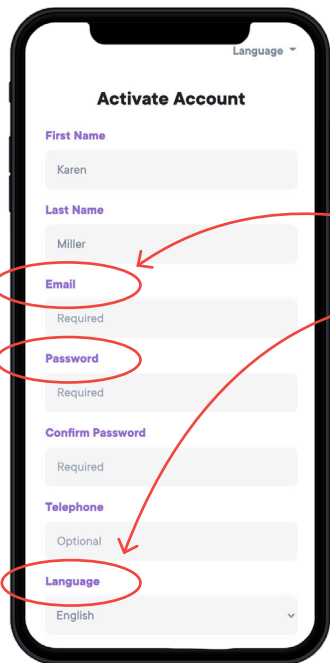 Language
Activate Account
First Name
Karen
Last Name
Miller
Email
Required
Password
Required
Confirm Password
Required
Telephone
Optional
Language
English